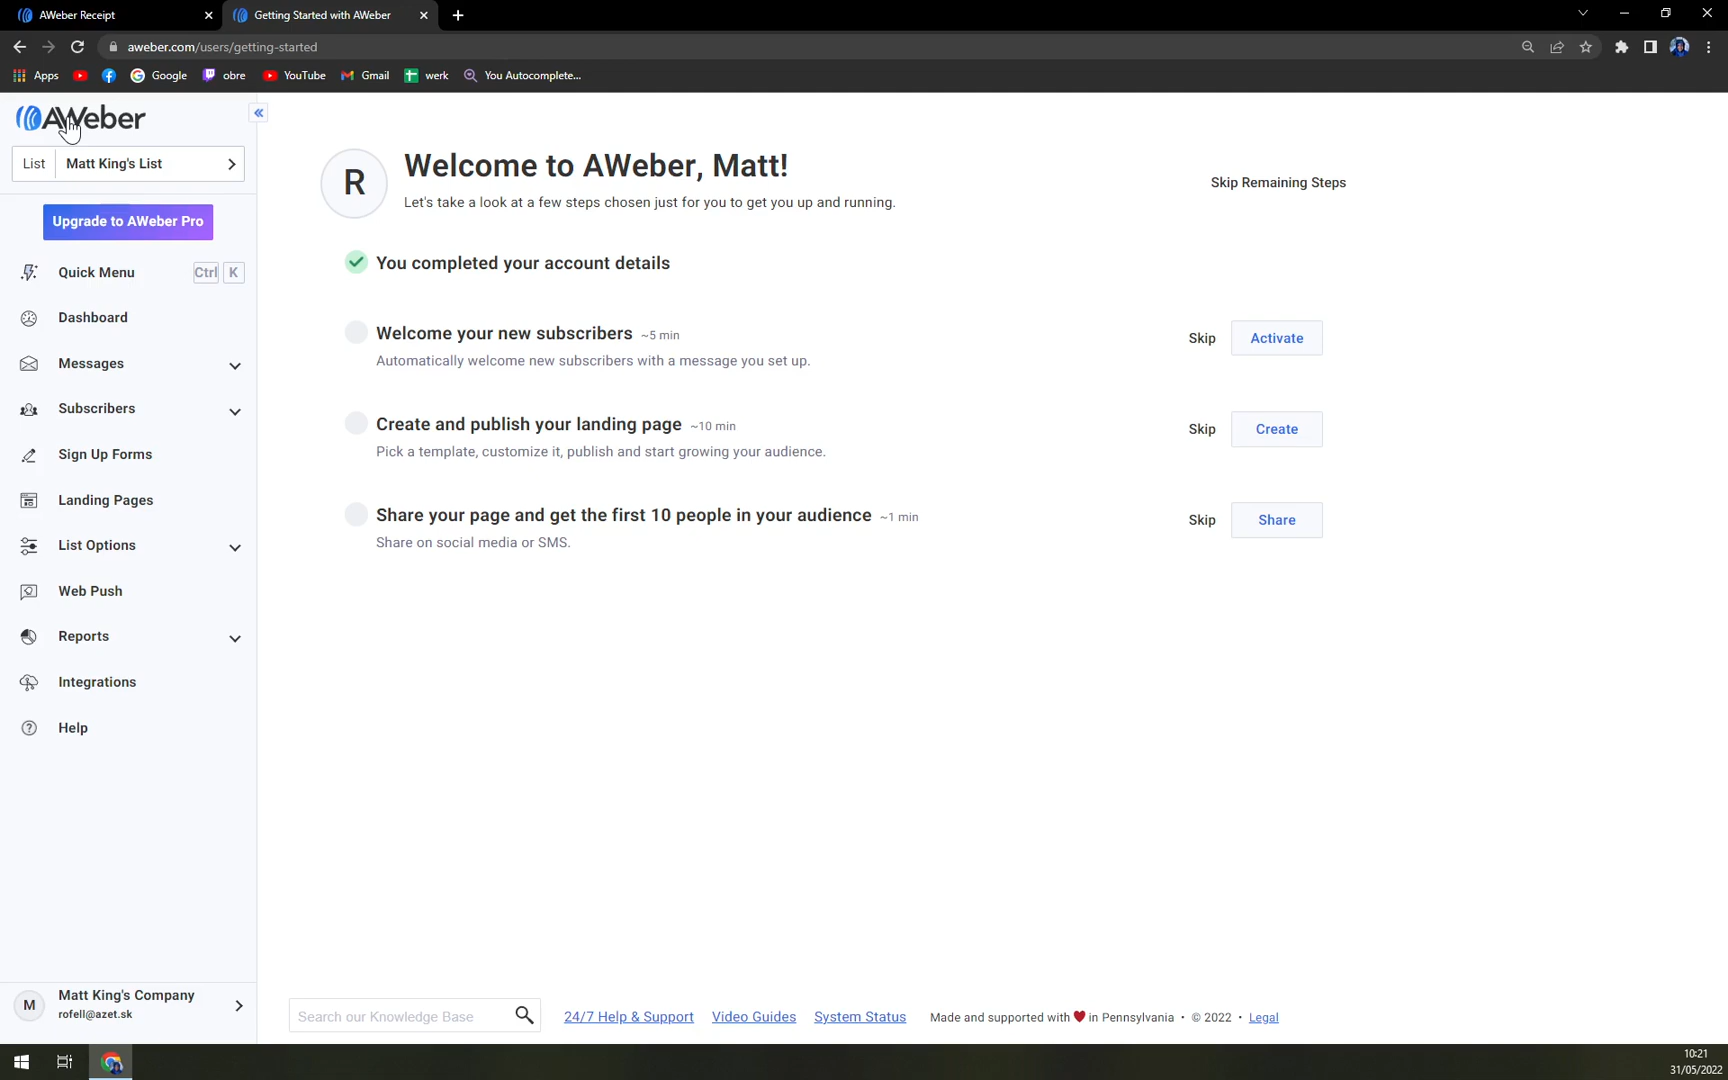 AWeber Receipt
Getting Started with AWeber
aweber.com/users/getting-started
Apps
Google
obre
YouTube
Gmail
werk
You Autocomplete...
AWeber
List Matt King's List
Upgrade to AWeber Pro
Quick Menu Ctrl K
Dashboard
Messages
Subscribers
Sign Up Forms
Landing Pages
List Options
Web Push
Reports
Integrations
Help
M
Matt King's Company
rofell@azet.sk
R
Welcome to AWeber, Matt!
Let's take a look at a few steps chosen just for you to get you up and running.
Skip Remaining Steps
You completed your account details
Welcome your new subscribers ~5 min
Automatically welcome new subscribers with a message you set up.
Skip Activate
Create and publish your landing page ~10 min
Pick a template, customize it, publish and start growing your audience.
Skip Create
Share your page and get the first 10 people in your audience ~1 min
Share on social media or SMS.
Skip Share
Search our Knowledge Base
24/7 Help & Support
Video Guides
System Status
Made and supported with ❤ in Pennsylvania • © 2022 • Legal
10:21
31/05/2022